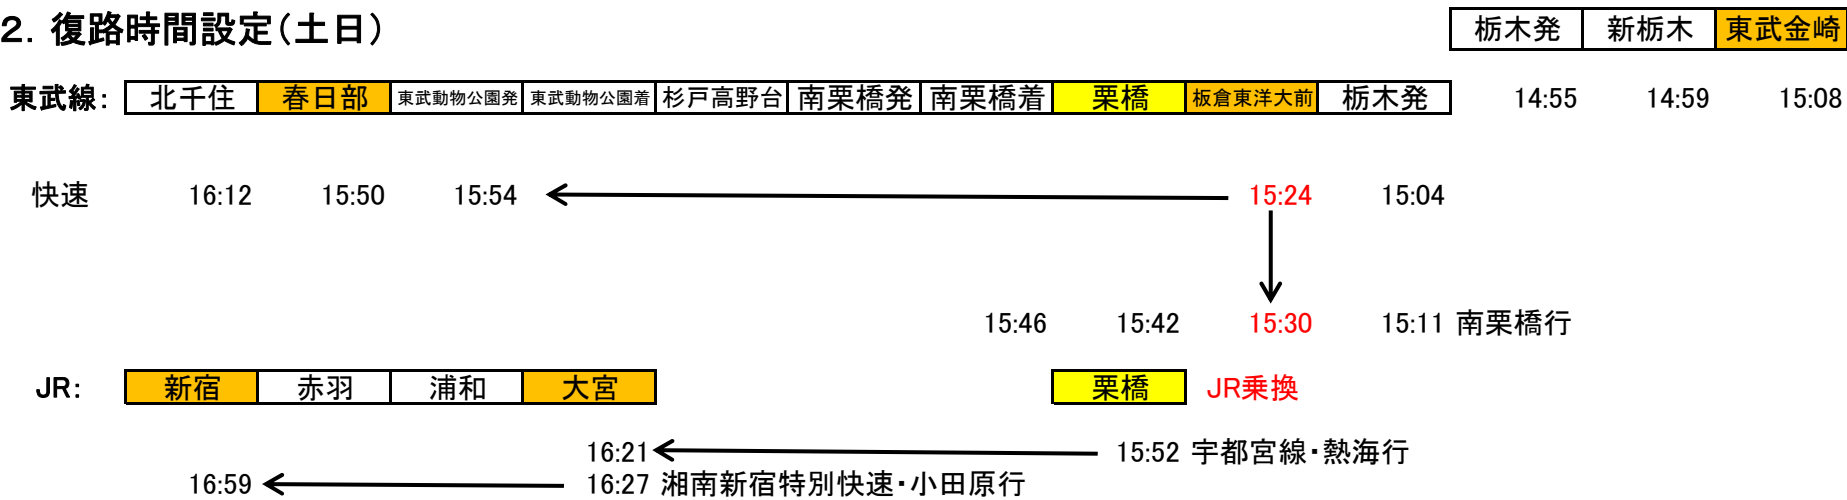 2. 復路時間設定(土日)
栃木発 新栃木 東武金崎
東武線: 北千住 春日部 東武動物公園発 東武動物公園着 杉戸高野台 南栗橋発 南栗橋着 栗橋 板倉東洋大前 栃木発 14:55 14:59 15:08
快速 16:12 15:50 15:54 15:24 15:04
15:46 15:42 15:30 15:11 南栗橋行
JR: 新宿 赤羽 浦和 大宮 栗橋 JR乗換
16:21 15:52 宇都宮線・熱海行
16:59 16:27 湘南新宿特別快速・小田原行